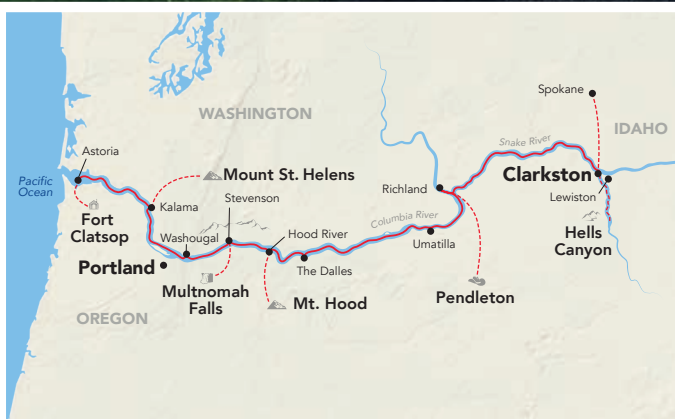 Spokane
WASHINGTON
IDAHO
Snake River
Astoria
Clarkston
Mount St. Helens
Pacific
Ocean
Richland
Lewiston
Stevenson
Kalama
Columbia River
Fort
Clatsop
Hood River
Hells
Canyon
Washougal
Umatilla
Portland
The Dalles
Multnomah
Falls
Mt. Hood
Pendleton
OREGON